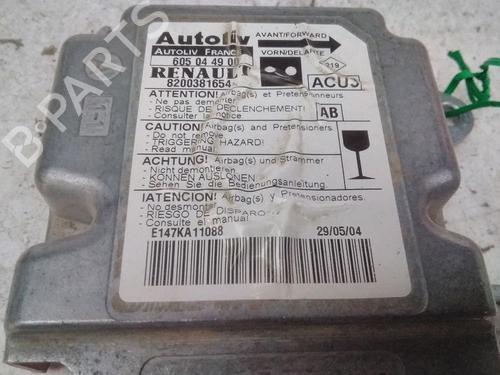 Autoliv AVANT/FORWARD
AUTOLIV FRANCE VORN/DELANTE
605 04 49 00
RENAULT
8200381654
219
ACU3
AB
ATTENTION! Airbag(s) et Pretensionneurs
- Ne pas demonter
- RISQUE DE DECLENCHEMENT!
- Consulter la notice
CAUTION! Airbag(s) and Pretensioners
- Do not remove
- TRIGGERING HAZARD!
- Read manual
ACHTUNG! Airbag(s) und Strammer
- Nicht demontieren
- KONNEN AUSLOSEN
- Sehen Sie die Bedienungsanleitung
!ATENCION! Airbag(s) y Pretensionadores.
- No desmonta
- RIESGO DE DISPARO
- Consulte el manual
E147KA11088 29/05/04
B-PARTS